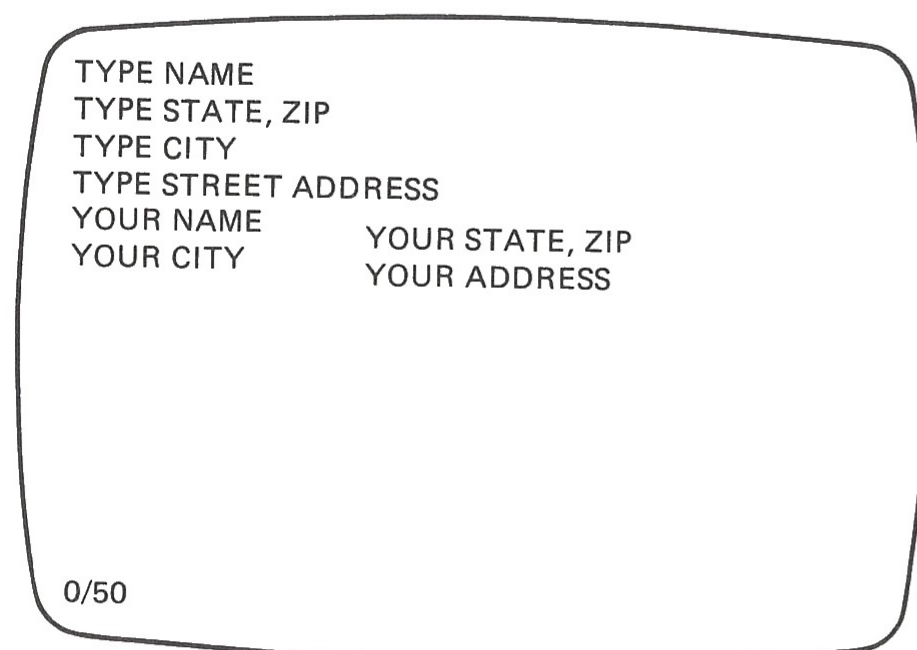 TYPE NAME
TYPE STATE, ZIP
TYPE CITY
TYPE STREET ADDRESS
YOUR NAME
YOUR STATE, ZIP
YOUR CITY
YOUR ADDRESS
0/50